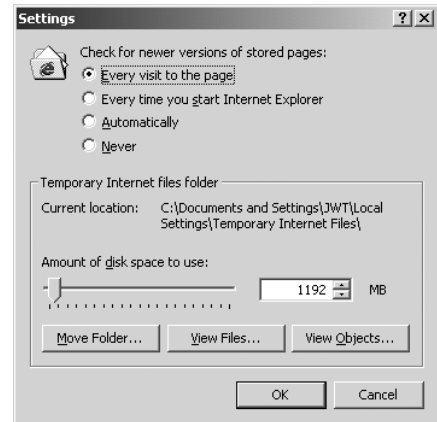 Settings
Check for newer versions of stored pages:
Every visit to the page
Every time you start Internet Explorer
Automatically
Never
Temporary Internet files folder
Current location: C:\Documents and Settings\JWT\Local
Settings\Temporary Internet Files\
Amount of disk space to use:
1192 MB
Move Folder... View Files... View Objects...
OK Cancel